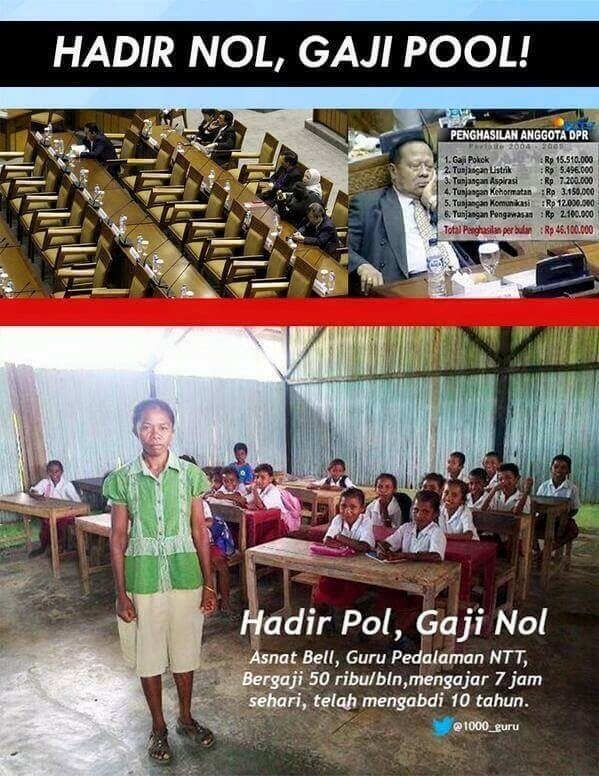 HADIR NOL, GAJI POOL!
PENGHASILAN ANGGOTA DPR
Periode 2004 - 2009
1. Gaji Pokok : Rp 15.510.000
2. Tunjangan Listrik : Rp 5.496.000
3. Tunjangan Aspirasi : Rp 7.200.000
4. Tunjangan Kehormatan : Rp 3.150.000
5. Tunjangan Komunikasi : Rp 12.000.000
6. Tunjangan Pengawasan : Rp 2.100.000
Total Penghasilan per bulan : Rp 46.100.000
Hadir Pol, Gaji Nol
Asnat Bell, Guru Pedalaman NTT,
Bergaji 50 ribu/bln,mengajar 7 jam
sehari, telah mengabdi 10 tahun.
@1000_guru